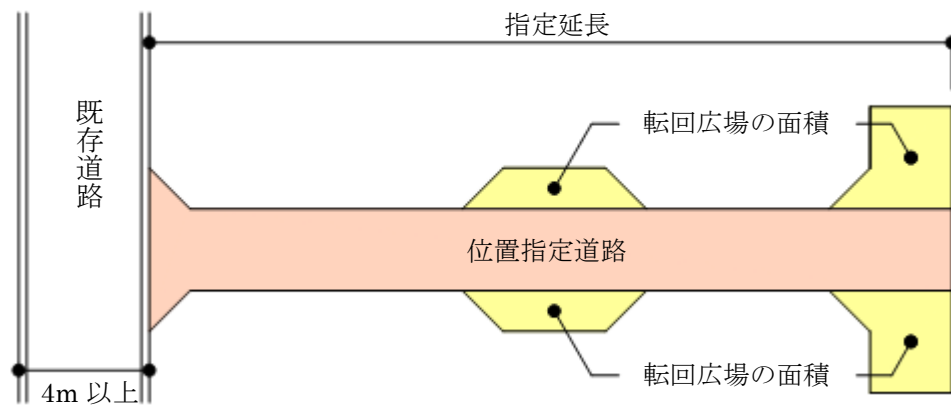 指定延長
既存道路
転回広場の面積
位置指定道路
転回広場の面積
4m 以上